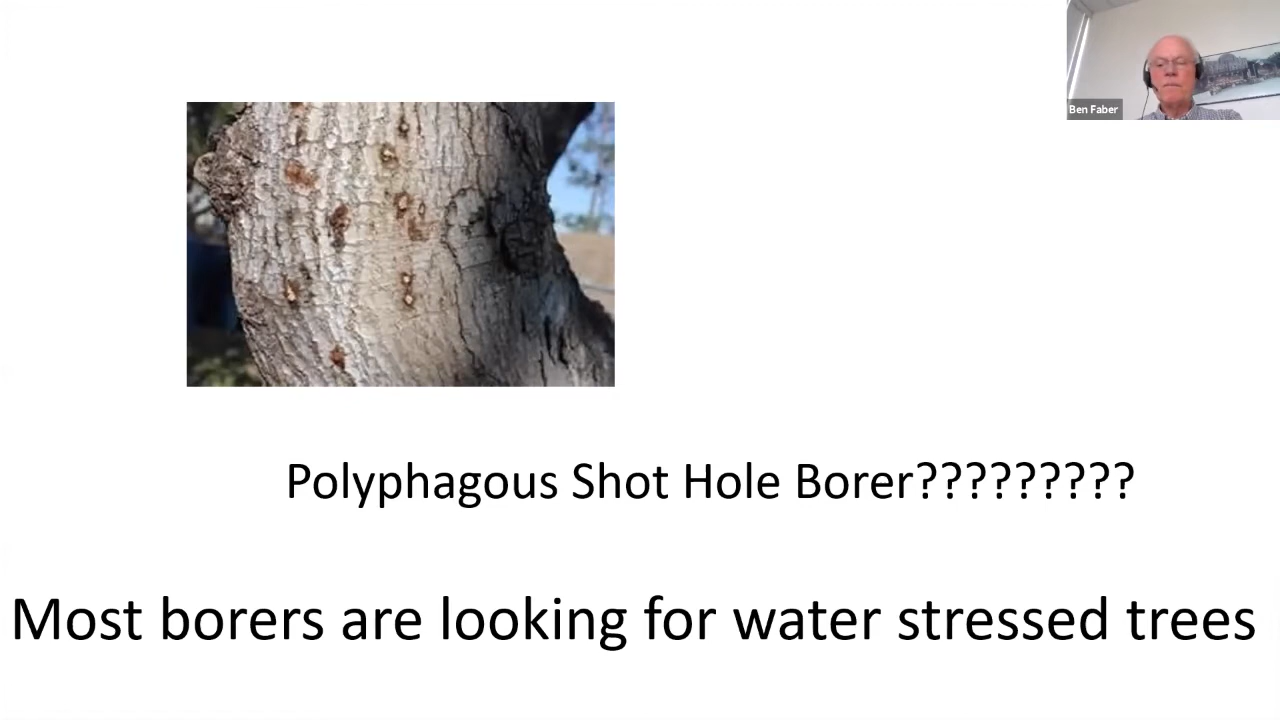 Ben Faber
Polyphagous Shot Hole Borer?????????
Most borers are looking for water stressed trees